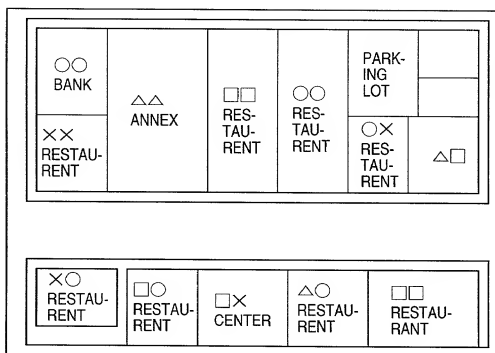 ○○
BANK
××
RESTAU-
RENT
△△
ANNEX
□□
RES-
TAU-
RENT
○○
RES-
TAU-
RENT
PARK-
ING
LOT
○×
RES-
TAU-
RENT
△□
×○
RESTAU-
RENT
□○
RESTAU-
RENT
□×
CENTER
△○
RESTAU-
RENT
□□
RESTAU-
RANT